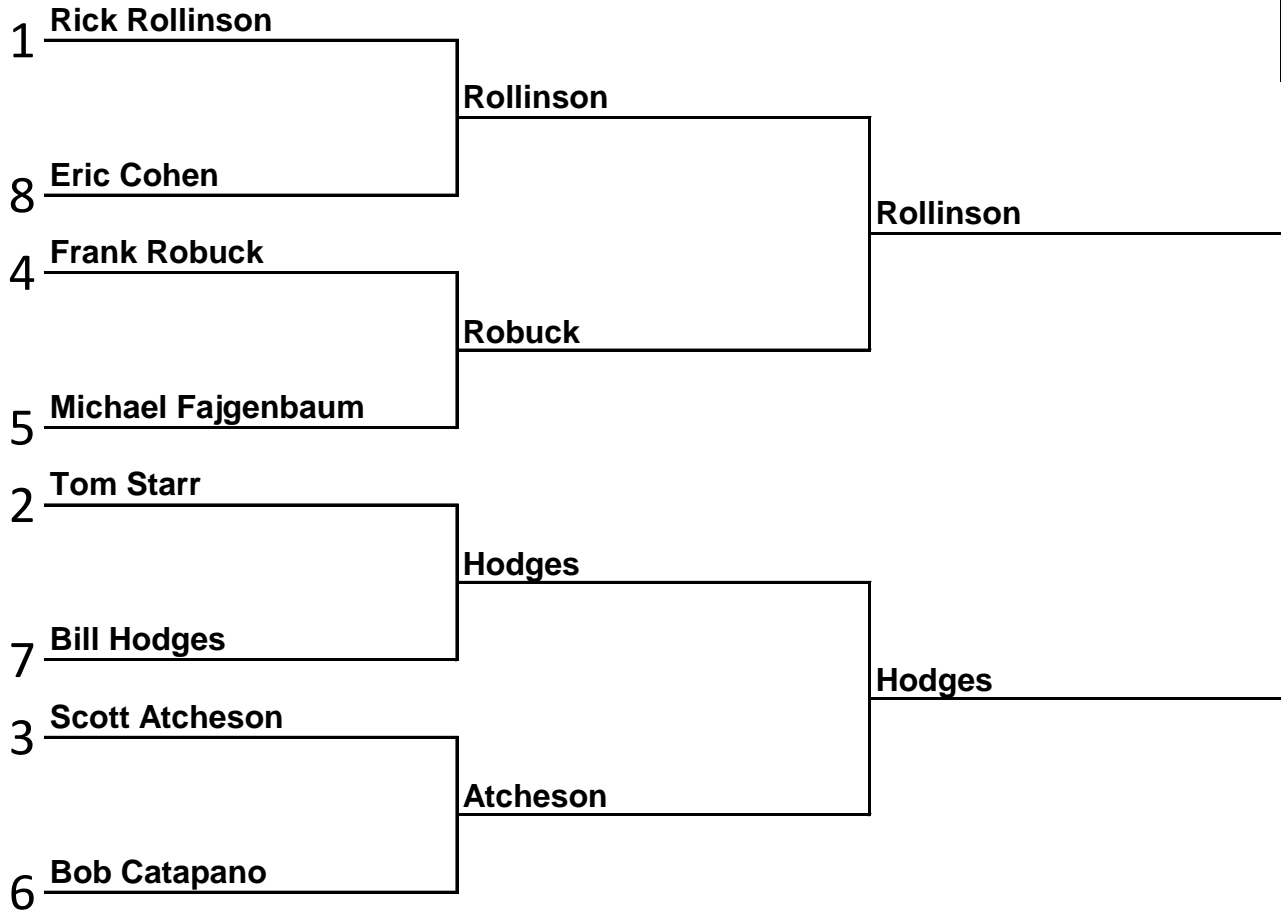 1 Rick Rollinson
Rollinson
8 Eric Cohen
Rollinson
4 Frank Robuck
Robuck
5 Michael Fajgenbaum
2 Tom Starr
Hodges
7 Bill Hodges
Hodges
3 Scott Atcheson
Atcheson
6 Bob Catapano